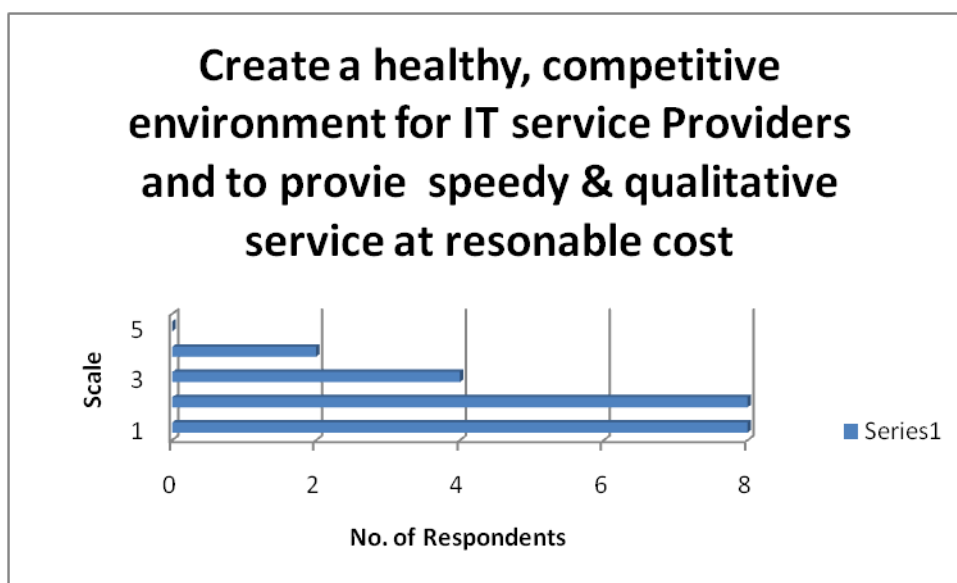 Create a healthy, competitive
environment for IT service Providers
and to provie speedy & qualitative
service at resonable cost
5
3
1
Scale
Series1
0 2 4 6 8
No. of Respondents